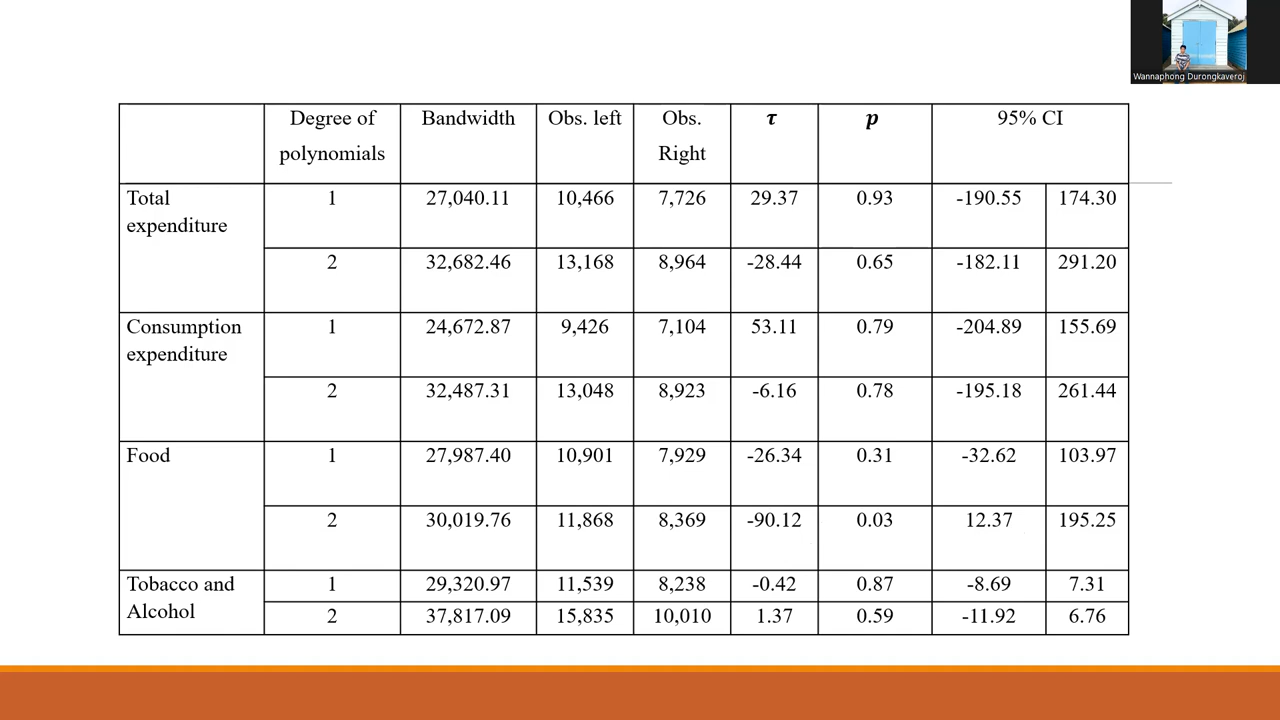 Wannaphong Durongkaveroj
Degree of polynomials Bandwidth Obs. left Obs. Right τ p 95% CI
Total expenditure 1 27,040.11 10,466 7,726 29.37 0.93 -190.55 174.30
2 32,682.46 13,168 8,964 -28.44 0.65 -182.11 291.20
Consumption expenditure 1 24,672.87 9,426 7,104 53.11 0.79 -204.89 155.69
2 32,487.31 13,048 8,923 -6.16 0.78 -195.18 261.44
Food 1 27,987.40 10,901 7,929 -26.34 0.31 -32.62 103.97
2 30,019.76 11,868 8,369 -90.12 0.03 12.37 195.25
Tobacco and Alcohol 1 29,320.97 11,539 8,238 -0.42 0.87 -8.69 7.31
2 37,817.09 15,835 10,010 1.37 0.59 -11.92 6.76